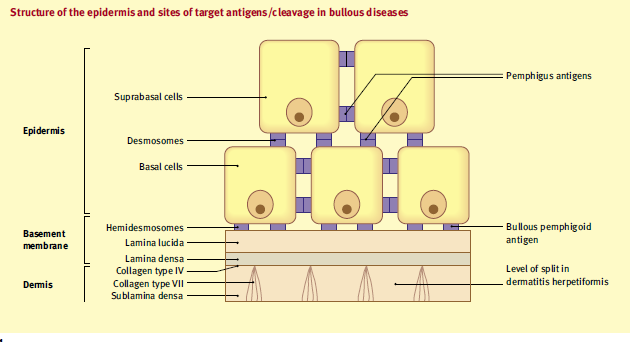 Structure of the epidermis and sites of target antigens/cleavage in bullous diseases
Suprabasal cells
Pemphigus antigens
Epidermis
Desmosomes
Basal cells
Hemidesmosomes
Bullous pemphigoid
antigen
Basement
membrane
Lamina lucida
Lamina densa
Collagen type IV
Level of split in
dermatitis herpetiformis
Dermis
Collagen type VII
Sublamina densa